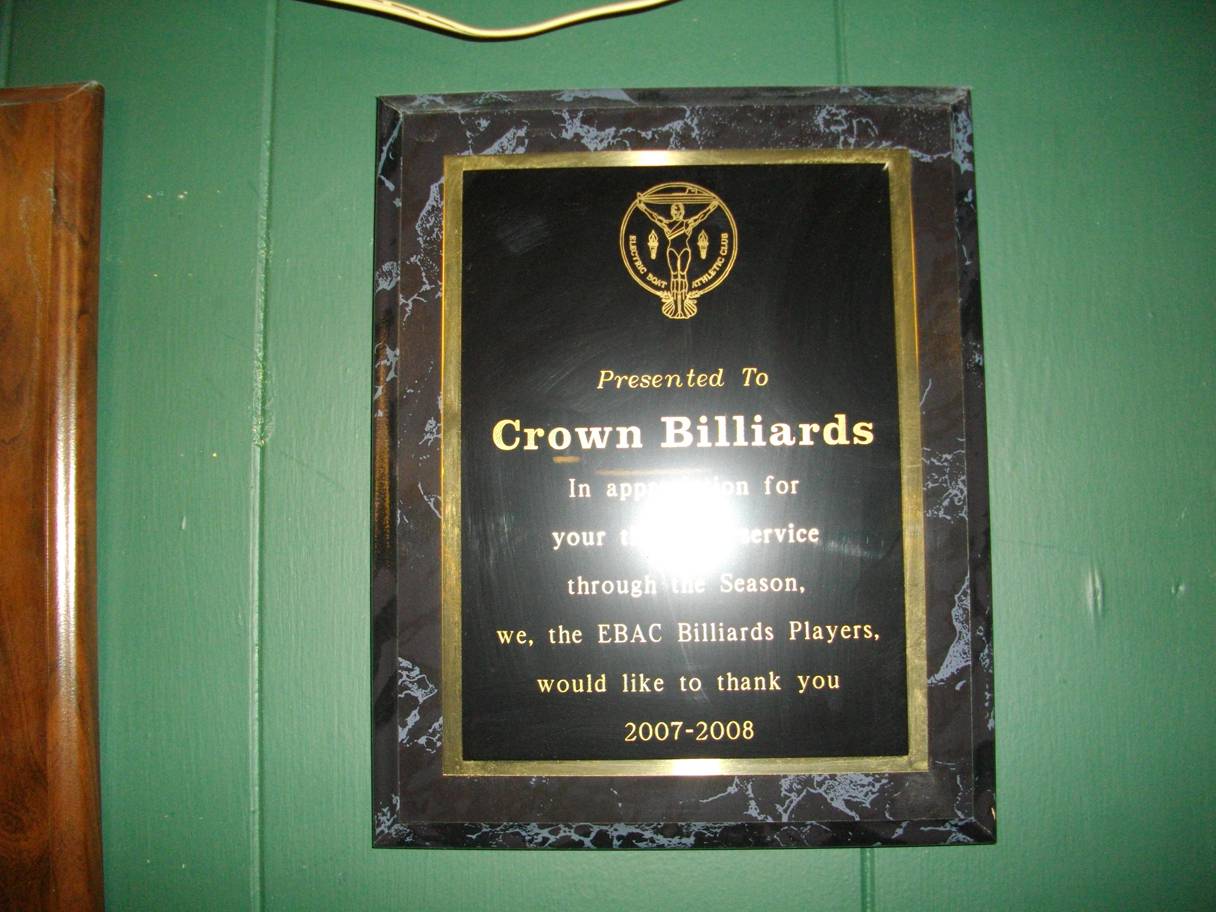 ELECTRIC BOAT ATHLETIC CLUB
Presented To
Crown Billiards
In appreciation for
your service
through the Season,
we, the EBAC Billiards Players,
would like to thank you
2007-2008